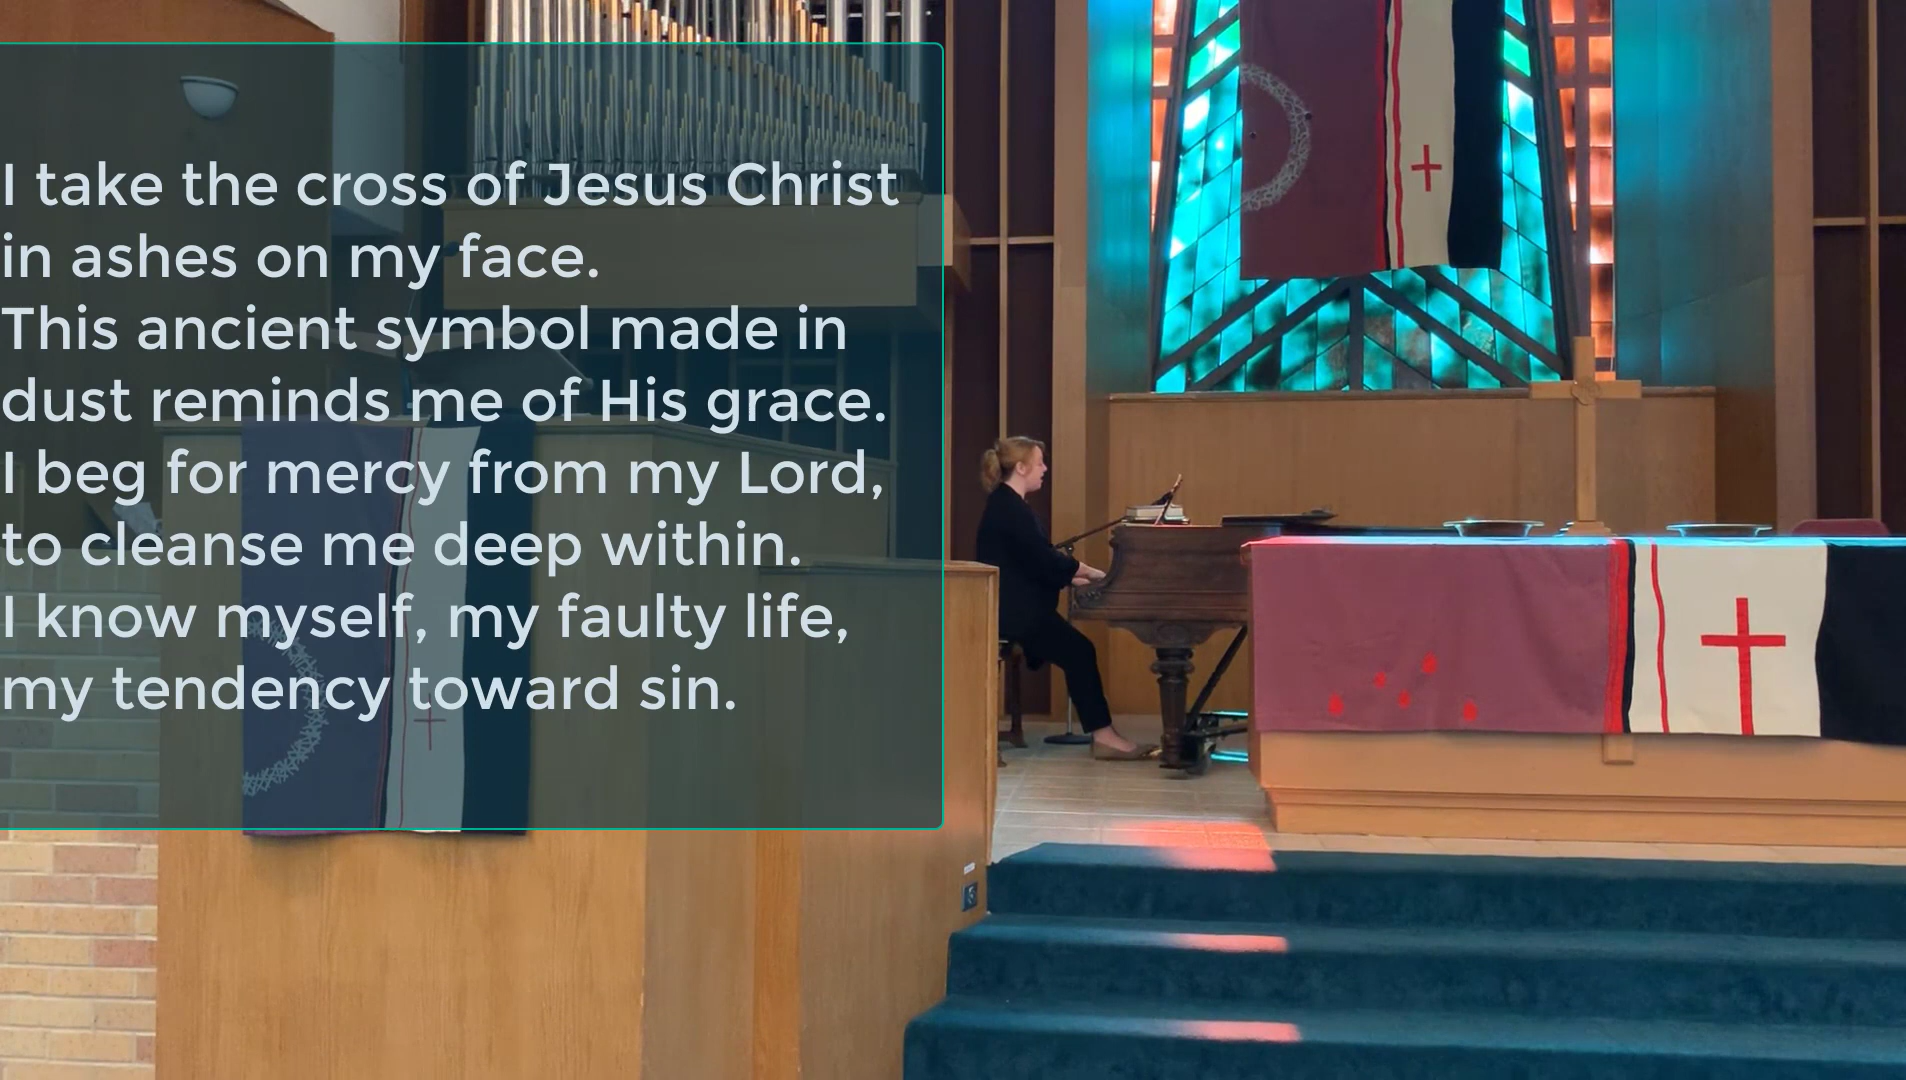 I take the cross of Jesus Christ
in ashes on my face.
This ancient symbol made in
dust reminds me of His grace.
I beg for mercy from my Lord,
to cleanse me deep within.
I know myself, my faulty life,
my tendency toward sin.